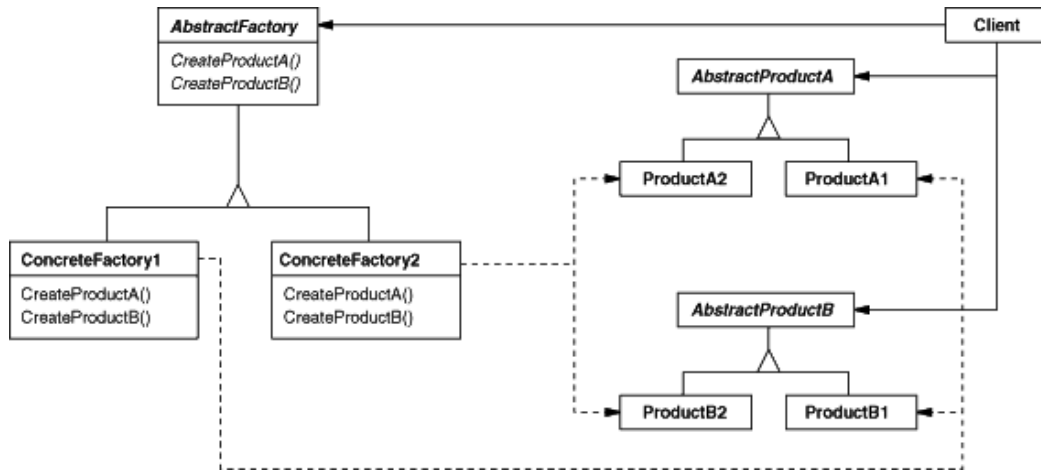 AbstractFactory
Client
CreateProductA()
CreateProductB()
AbstractProductA
ProductA2
ProductA1
ConcreteFactory1
ConcreteFactory2
CreateProductA()
CreateProductB()
CreateProductA()
CreateProductB()
AbstractProductB
ProductB2
ProductB1